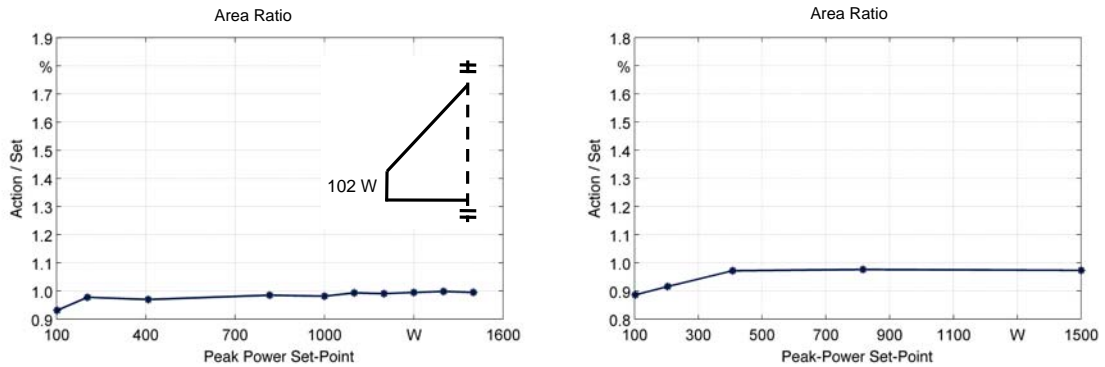 Area Ratio
1.9
%
1.7
1.6
1.5
1.4
1.3
1.2
1.1
1.0
0.9
Action / Set
102 W
100 400 700 1000 W 1600
Peak Power Set-Point
Area Ratio
1.8
%
1.6
1.5
1.4
1.3
1.2
1.1
1.0
0.9
0.8
Action / Set
100 300 500 700 900 1100 W 1500
Peak-Power Set-Point